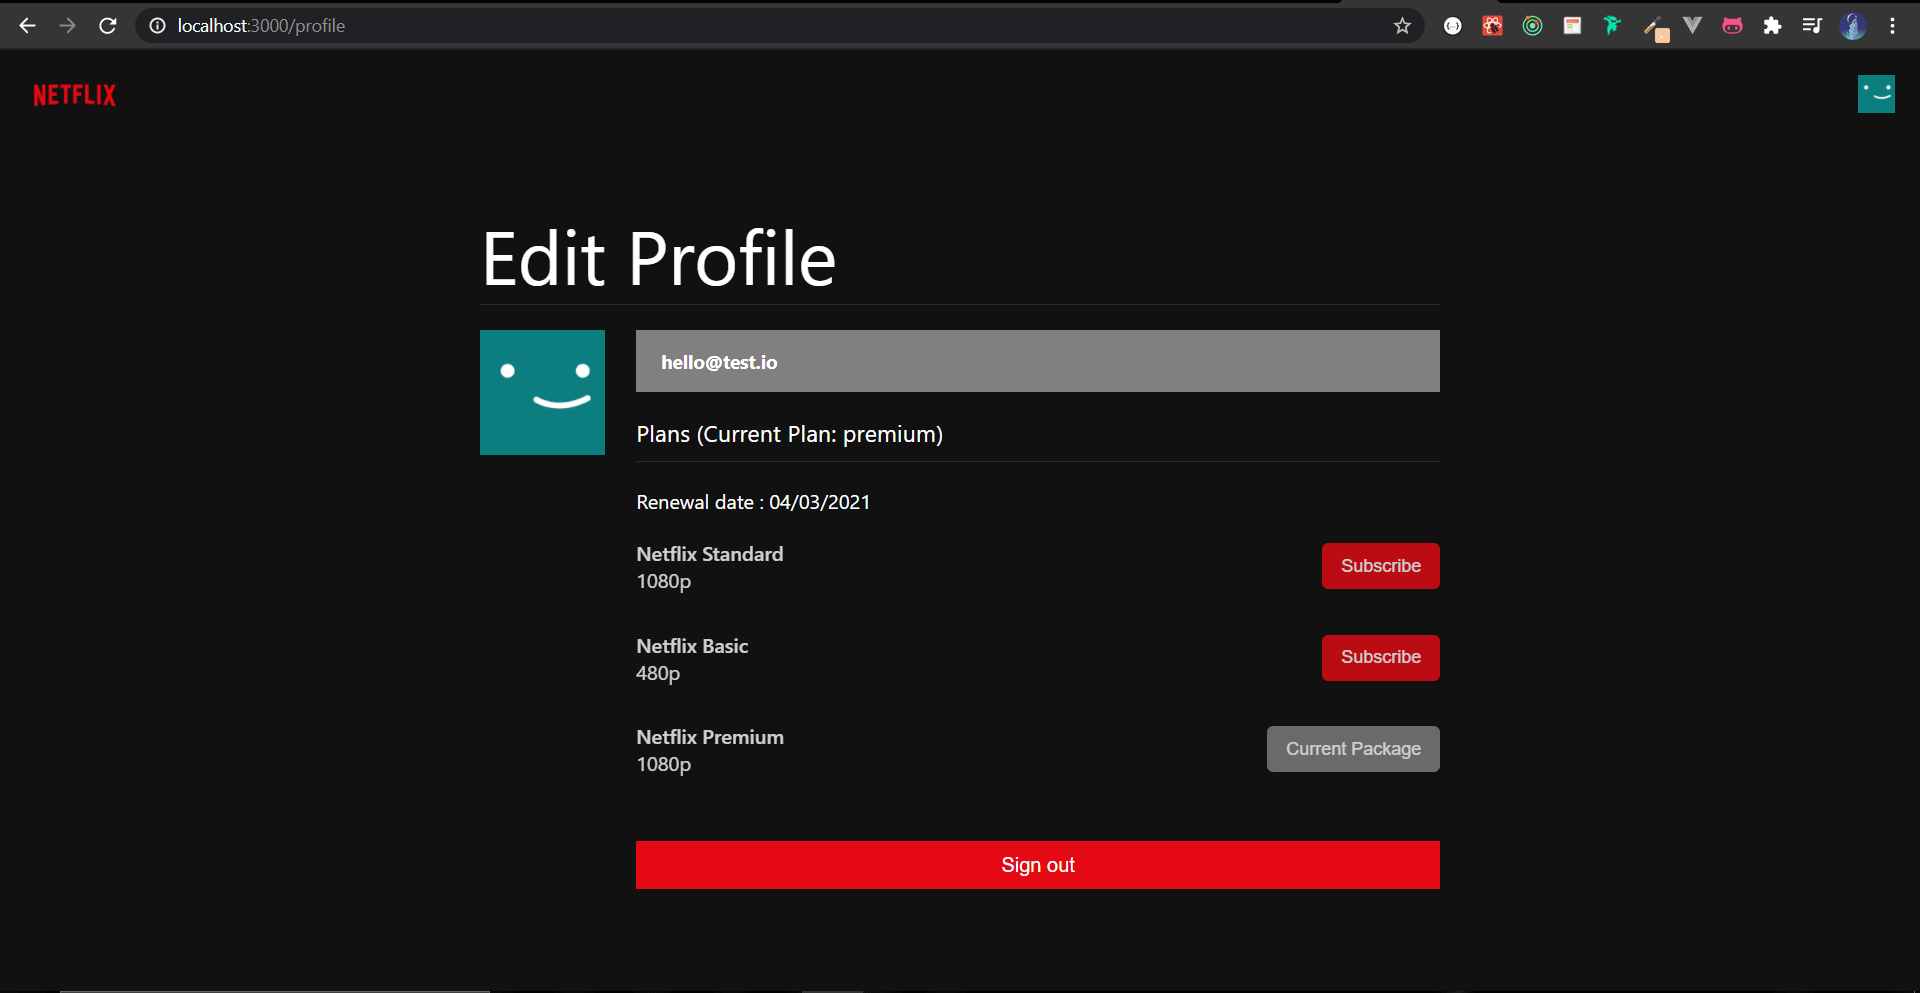 localhost:3000/profile
NETFLIX
Edit Profile
hello@test.io
Plans (Current Plan: premium)
Renewal date : 04/03/2021
Netflix Standard
1080p
Subscribe
Netflix Basic
480p
Subscribe
Netflix Premium
1080p
Current Package
Sign out